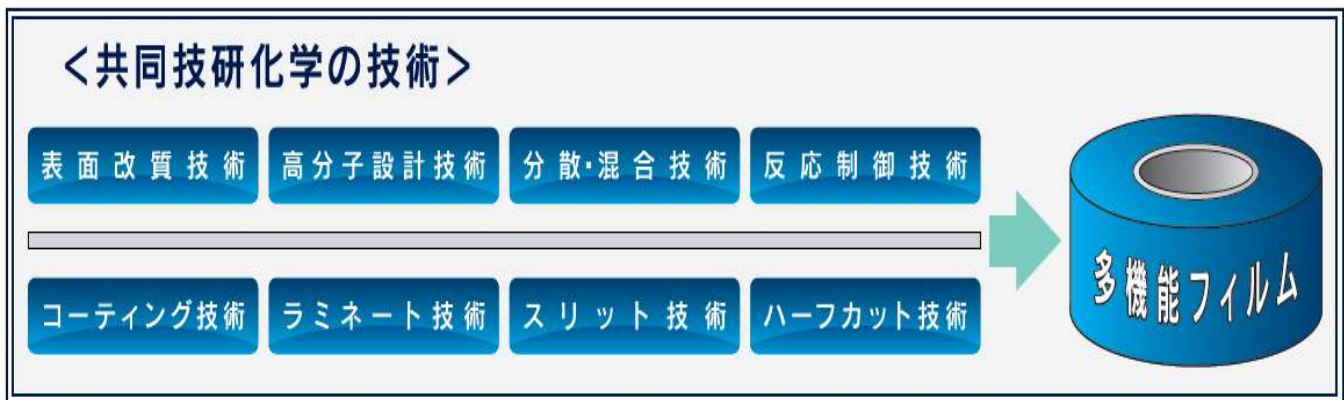 <共同技研化学の技術>
表面改質技術
高分子設計技術
分散・混合技術
反応制御技術
コーティング技術
ラミネート技術
スリット技術
ハーフカット技術
多機能フィルム